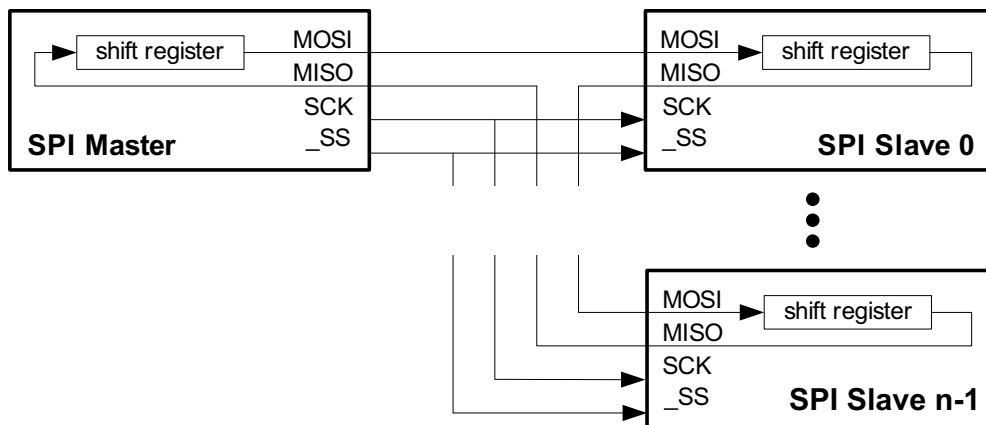 shift register
MOSI
MISO
SCK
_SS
SPI Master
MOSI
shift register
MISO
SCK
_SS
SPI Slave 0
MOSI
shift register
MISO
SCK
_SS
SPI Slave n-1